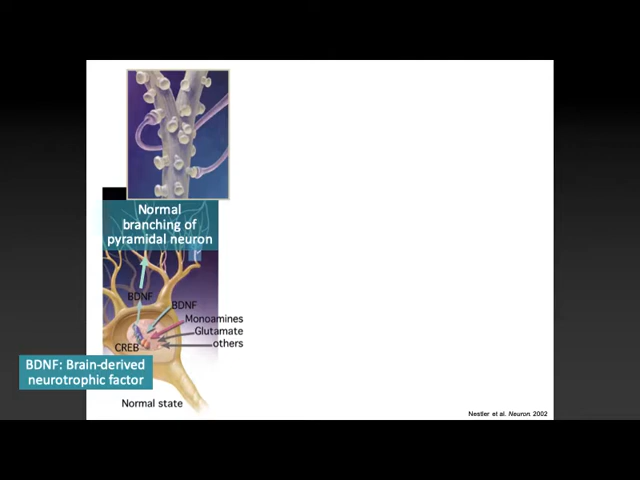 Normal
branching of
pyramidal neuron
BDNF
BDNF
Monoamines
Glutamate
others
CREB
BDNF: Brain-derived
neurotrophic factor
Normal state
Nestler et al. Neuron. 2002